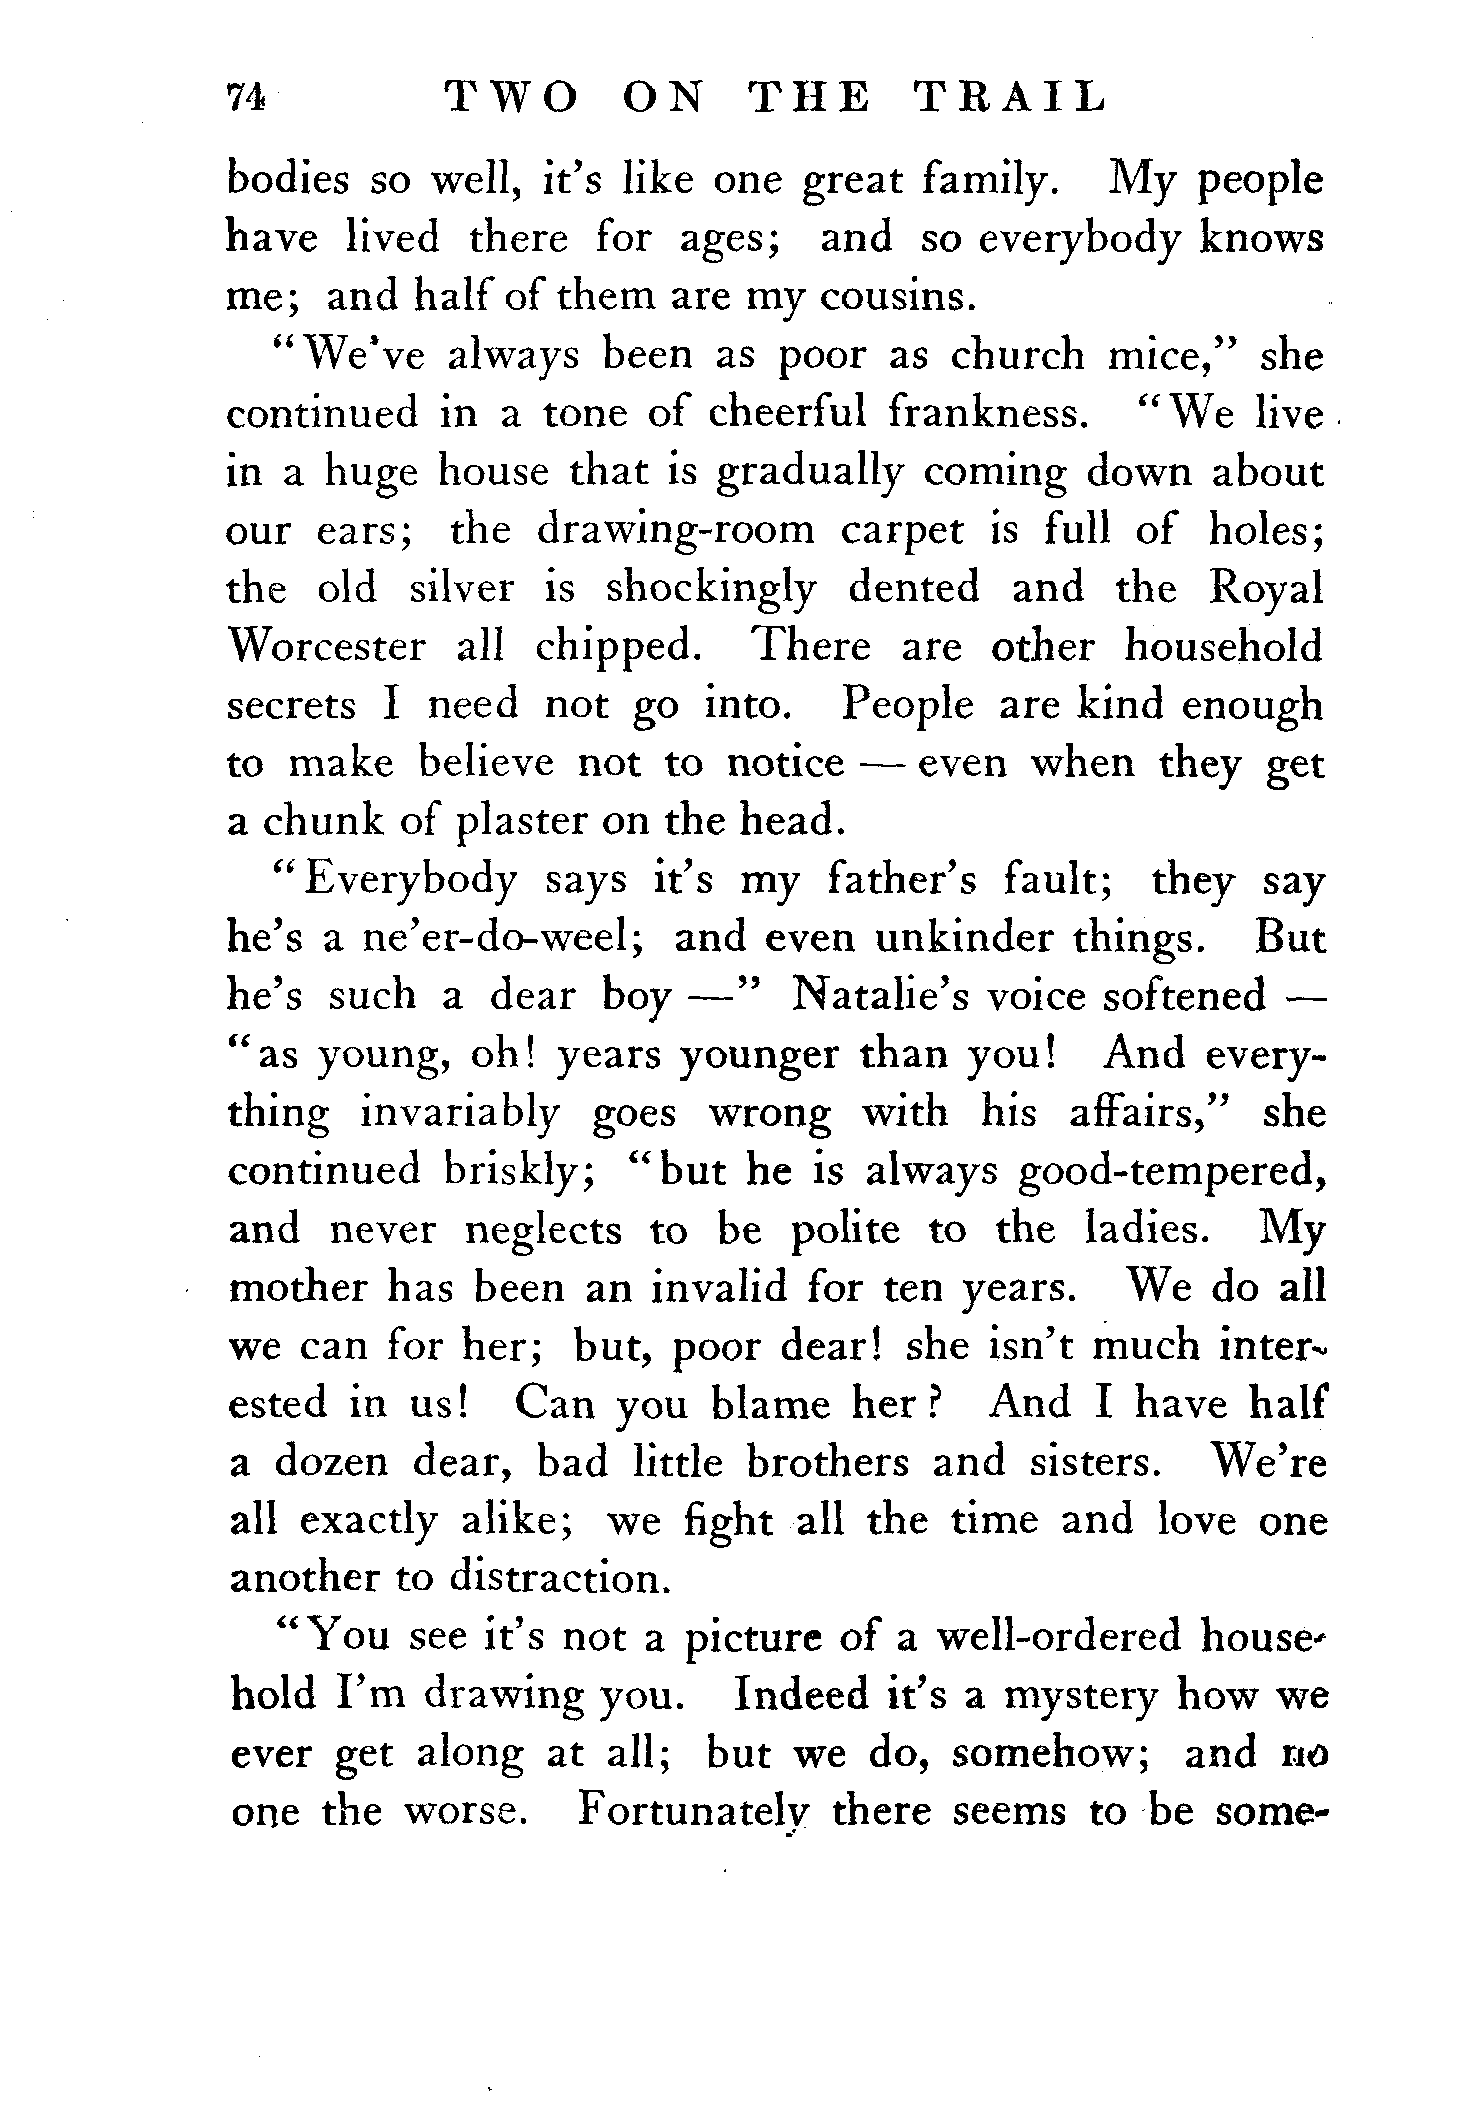 74 TWO ON THE TRAIL
bodies so well, it's like one great family. My people
have lived there for ages; and so everybody knows
me; and half of them are my cousins.
"We've always been as poor as church mice," she
continued in a tone of cheerful frankness. "We live
in a huge house that is gradually coming down about
our ears; the drawing-room carpet is full of holes;
the old silver is shockingly dented and the Royal
Worcester all chipped. There are other household
secrets I need not go into. People are kind enough
to make believe not to notice — even when they get
a chunk of plaster on the head.
"Everybody says it's my father's fault; they say
he's a ne'er-do-weel; and even unkinder things. But
he's such a dear boy —" Natalie's voice softened —
"as young, oh! years younger than you! And every-
thing invariably goes wrong with his affairs," she
continued briskly; "but he is always good-tempered,
and never neglects to be polite to the ladies. My
mother has been an invalid for ten years. We do all
we can for her; but, poor dear! she isn't much inter-
ested in us! Can you blame her? And I have half
a dozen dear, bad little brothers and sisters. We're
all exactly alike; we fight all the time and love one
another to distraction.
"You see it's not a picture of a well-ordered house-
hold I'm drawing you. Indeed it's a mystery how we
ever get along at all; but we do, somehow; and no
one the worse. Fortunately there seems to be some-